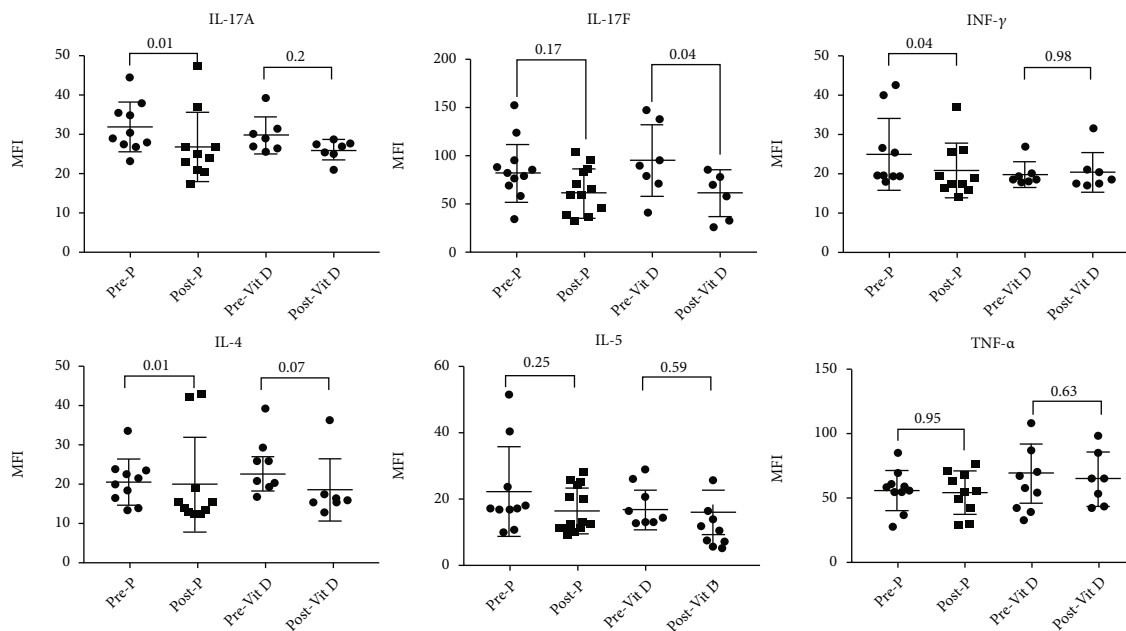 IL-17A
0.01
0.2
50
40
30
20
10
0
MFI
Pre-P
Post-P
Pre-Vit D
Post-Vit D
IL-17F
0.17
0.04
200
150
100
50
0
MFI
Pre-P
Post-P
Pre-Vit D
Post-Vit D
INF-γ
0.04
0.98
50
40
30
20
10
0
MFI
Pre-P
Post-P
Pre-Vit D
Post-Vit D
IL-4
0.01
0.07
50
40
30
20
10
0
MFI
Pre-P
Post-P
Pre-Vit D
Post-Vit D
IL-5
0.25
0.59
60
40
20
0
MFI
Pre-P
Post-P
Pre-Vit D
Post-Vit
TNF-α
0.95
0.63
150
100
50
0
MFI
Pre-P
Post-P
Pre-Vit D
Post-Vit D